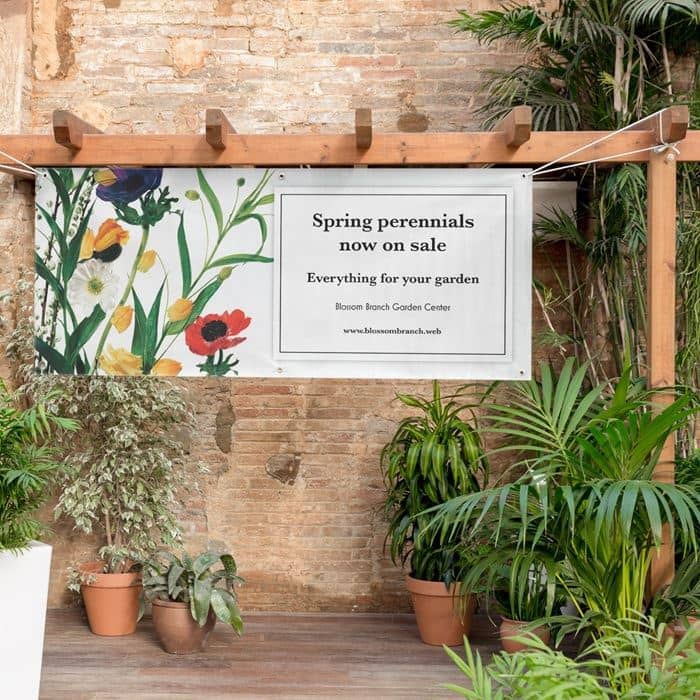 Spring perennials
now on sale
Everything for your garden
Blossom Branch Garden Center
www.blossombranch.web